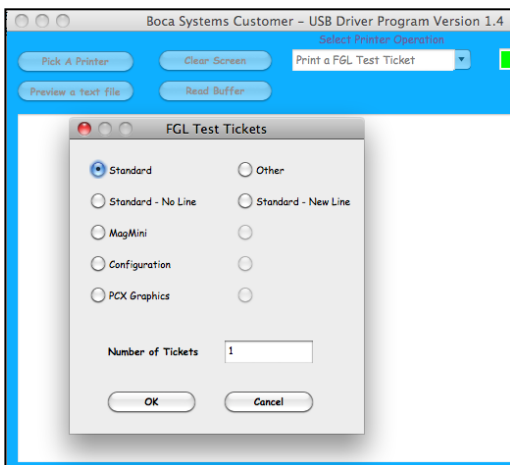 Boca Systems Customer - USB Driver Program Version 1.4
Select Printer Operation
Pick A Printer Clear Screen Print a FGL Test Ticket
Preview a text file Read Buffer
FGL Test Tickets
Standard Other
Standard - No Line Standard - New Line
MagMini
Configuration
PCX Graphics
Number of Tickets 1
OK Cancel